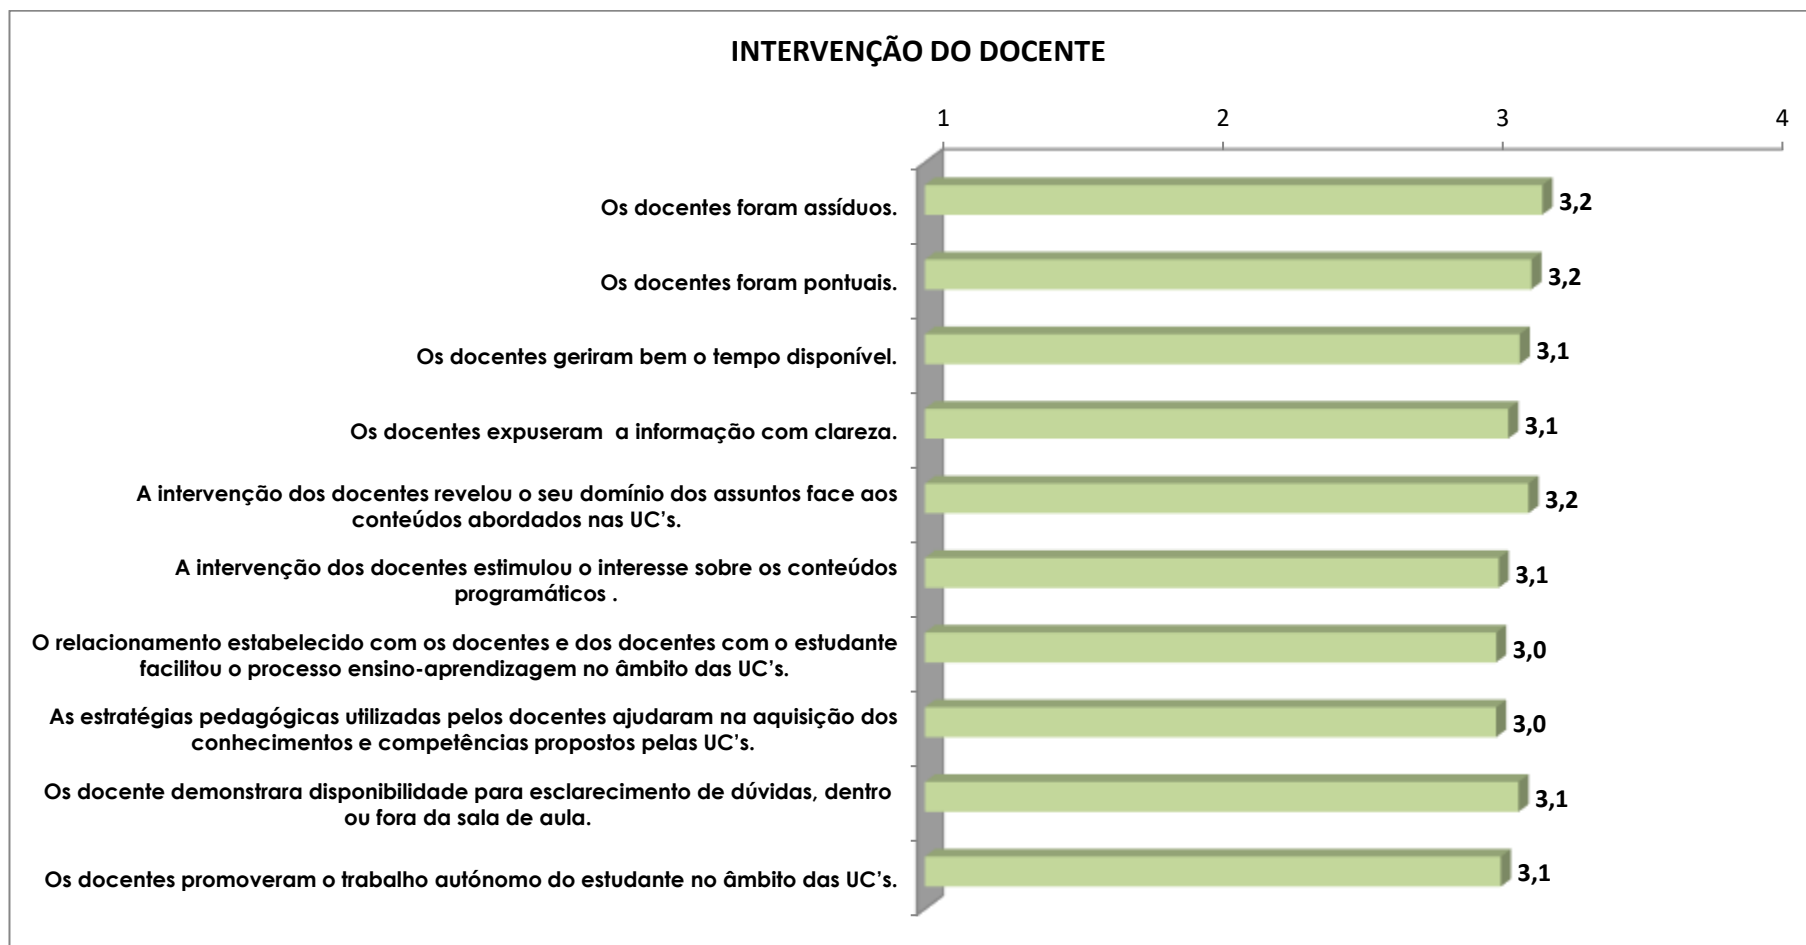 INTERVENÇÃO DO DOCENTE
1 2 3 4
Os docentes foram assíduos. 3,2
Os docentes foram pontuais. 3,2
Os docentes geriram bem o tempo disponível. 3,1
Os docentes expuseram  a informação com clareza. 3,1
A intervenção dos docentes revelou o seu domínio dos assuntos face aos
conteúdos abordados nas UC’s. 3,2
A intervenção dos docentes estimulou o interesse sobre os conteúdos
programáticos . 3,1
O relacionamento estabelecido com os docentes e dos docentes com o estudante
facilitou o processo ensino-aprendizagem no âmbito das UC’s. 3,0
As estratégias pedagógicas utilizadas pelos docentes ajudaram na aquisição dos
conhecimentos e competências propostos pelas UC’s. 3,0
Os docente demonstrara disponibilidade para esclarecimento de dúvidas, dentro
ou fora da sala de aula. 3,1
Os docentes promoveram o trabalho autónomo do estudante no âmbito das UC’s. 3,1